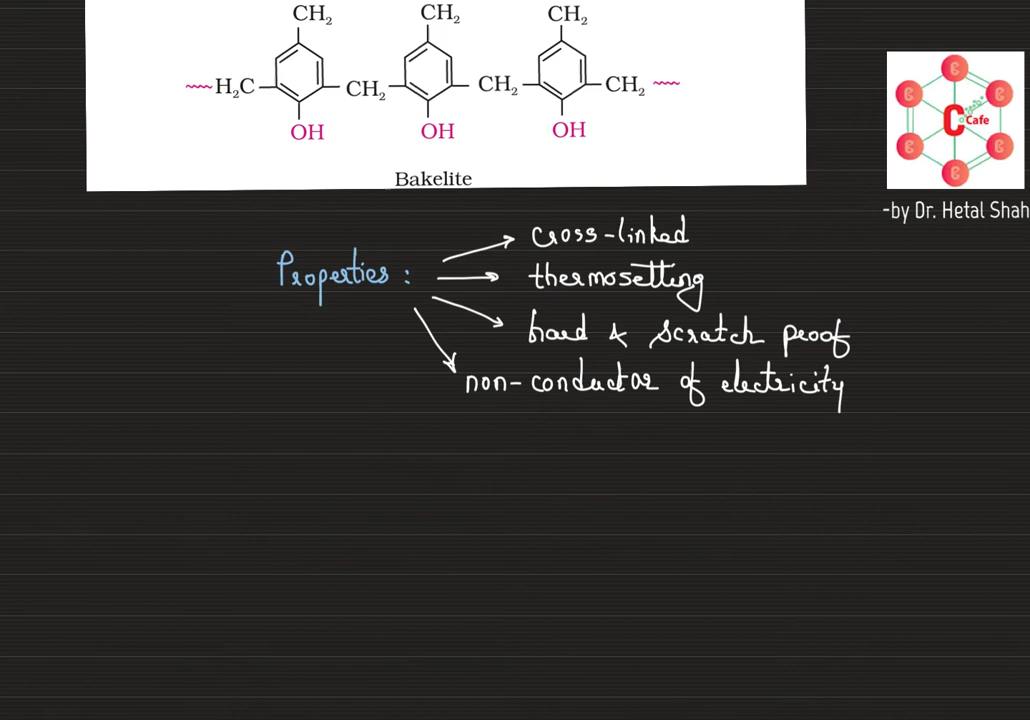 CH₂ CH₂ CH₂
H₂C CH₂ CH₂ CH₂
OH OH OH
Bakelite
C Cafe
-by Dr. Hetal Shah
Properties :
cross-linked
thermosetting
hard & scratch proof
non-conductor of electricity